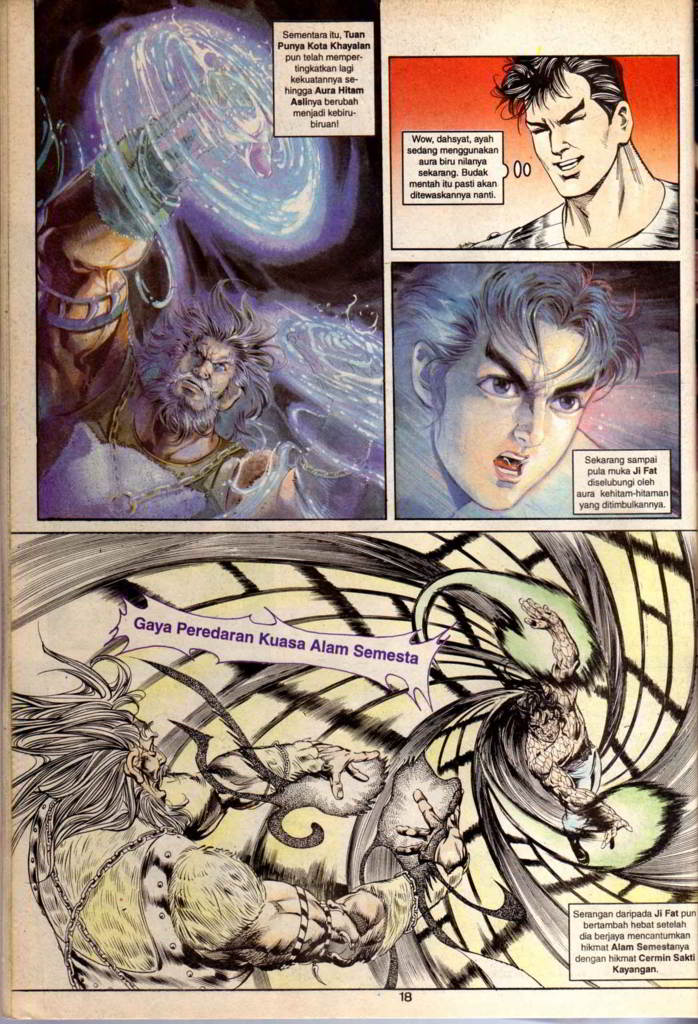 Sementara itu, Tuan
Punya Kota Khayalan
pun telah memper-
tingkatkan lagi
kekuatannya se-
hingga Aura Hitam
Aslinya berubah
menjadi kebiru-
biruan!
Wow, dahsyat, ayah
sedang menggunakan
aura biru nilanya
sekarang. Budak
mentah itu pasti akan
ditewaskannya nanti.
Sekarang sampai
pula muka Ji Fat
diselubungi oleh
aura kehitam-hitaman
yang ditimbulkannya.
Gaya Peredaran Kuasa Alam Semesta
Serangan daripada Ji Fat pun
bertambah hebat setelah
dia berjaya mencantumkan
hikmat Alam Semestanya
dengan hikmat Cermin Sakti
Kayangan.
18